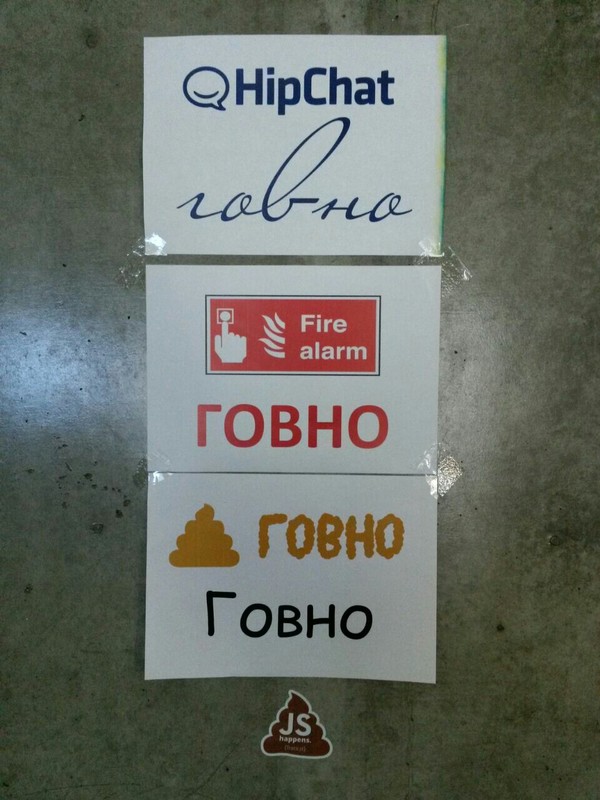 HipChat
говно
Fire
alarm
ГОВНО
ГОВНО
Говно
JS
happens.